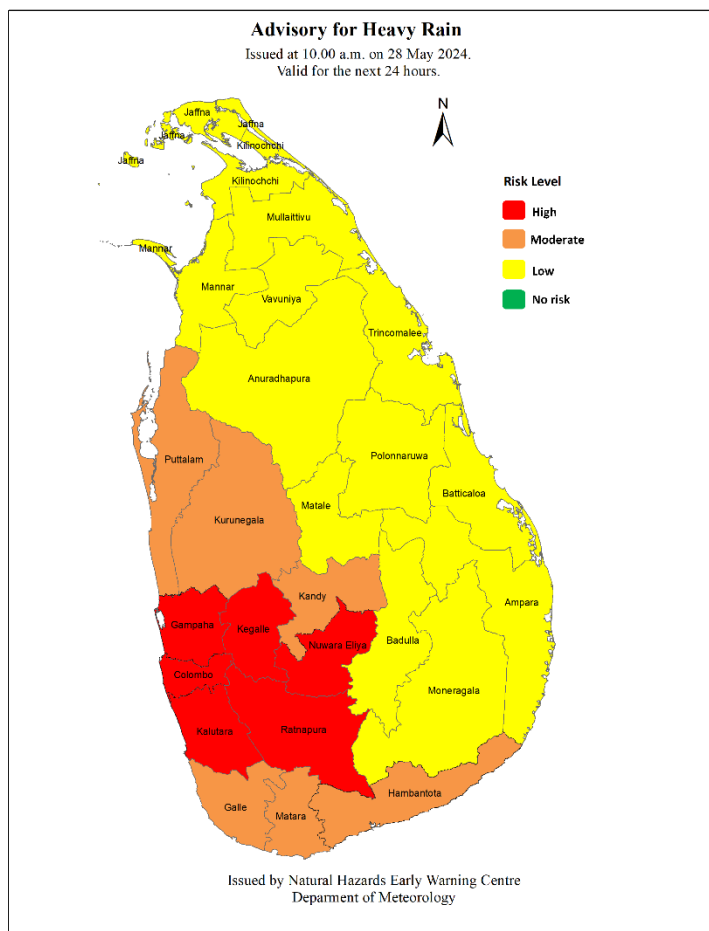 Advisory for Heavy Rain
Issued at 10.00 a.m. on 28 May 2024.
Valid for the next 24 hours.
N
Jaffna
Jaffna
Jaffna
Kilinochchi
Jaffna
Kilinochchi
Risk Level
High
Mullaittivu
Moderate
Mannar
Low
Mannar
Vavuniya
No risk
Trincomalee
Anuradhapura
Polonnaruwa
Puttalam
Batticaloa
Matale
Kurunegala
Kandy
Ampara
Gampaha
Kegalle
Nuwara Eliya
Badulla
Colombo
Moneragala
Kalutara
Ratnapura
Hambantota
Galle
Matara
Issued by Natural Hazards Early Warning Centre
Deparment of Meteorology